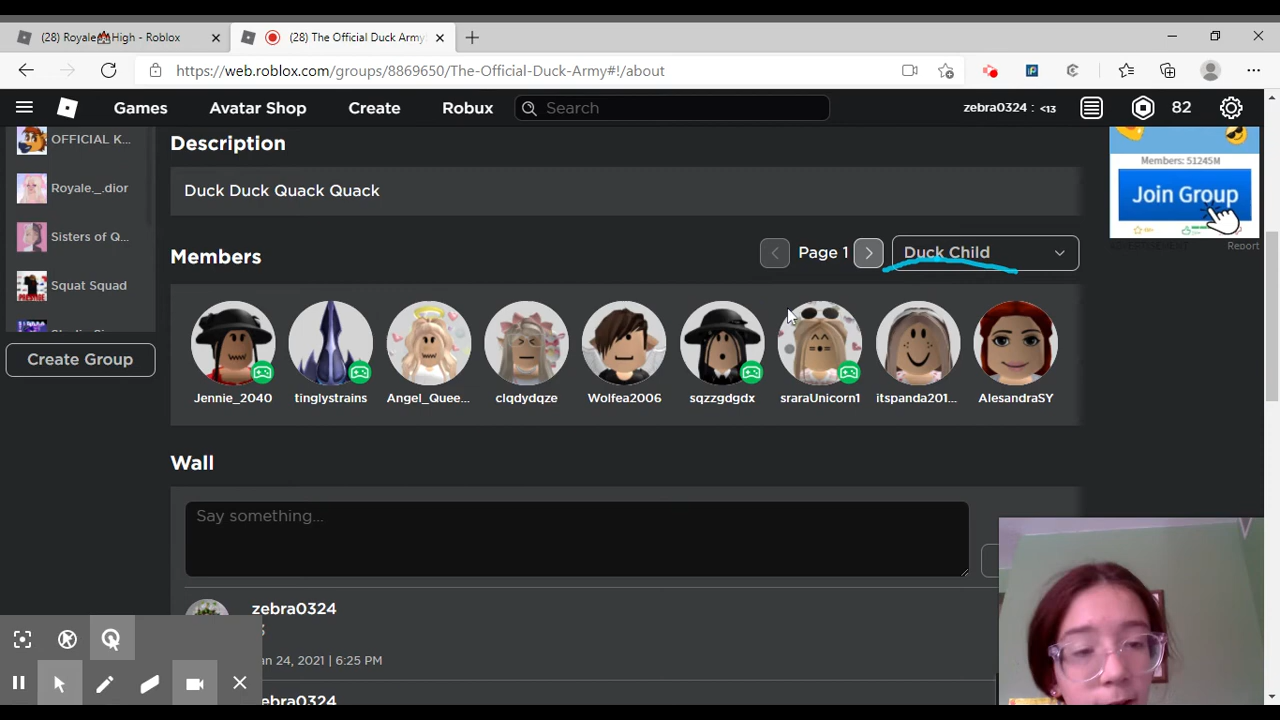 (28) Royale High - Roblox
(28) The Official Duck Army
https://web.roblox.com/groups/8869650/The-Official-Duck-Army#!/about
Games Avatar Shop Create Robux Search zebra0324 : <13 82
OFFICIAL K...
Royale._.dior
Sisters of Q...
Squat Squad
Create Group
Description
Duck Duck Quack Quack
Members: 51245M
Join Group
ADVERTISEMENT Report
Members Page 1 Duck Child
Jennie_2040 tinglystrains Angel_Quee... clqdydqze Wolfea2006 sqzzgdgdx sraraUnicorn1 itspanda201... AlesandraSY
Wall
Say something...
zebra0324
an 24, 2021 | 6:25 PM
zebra0324